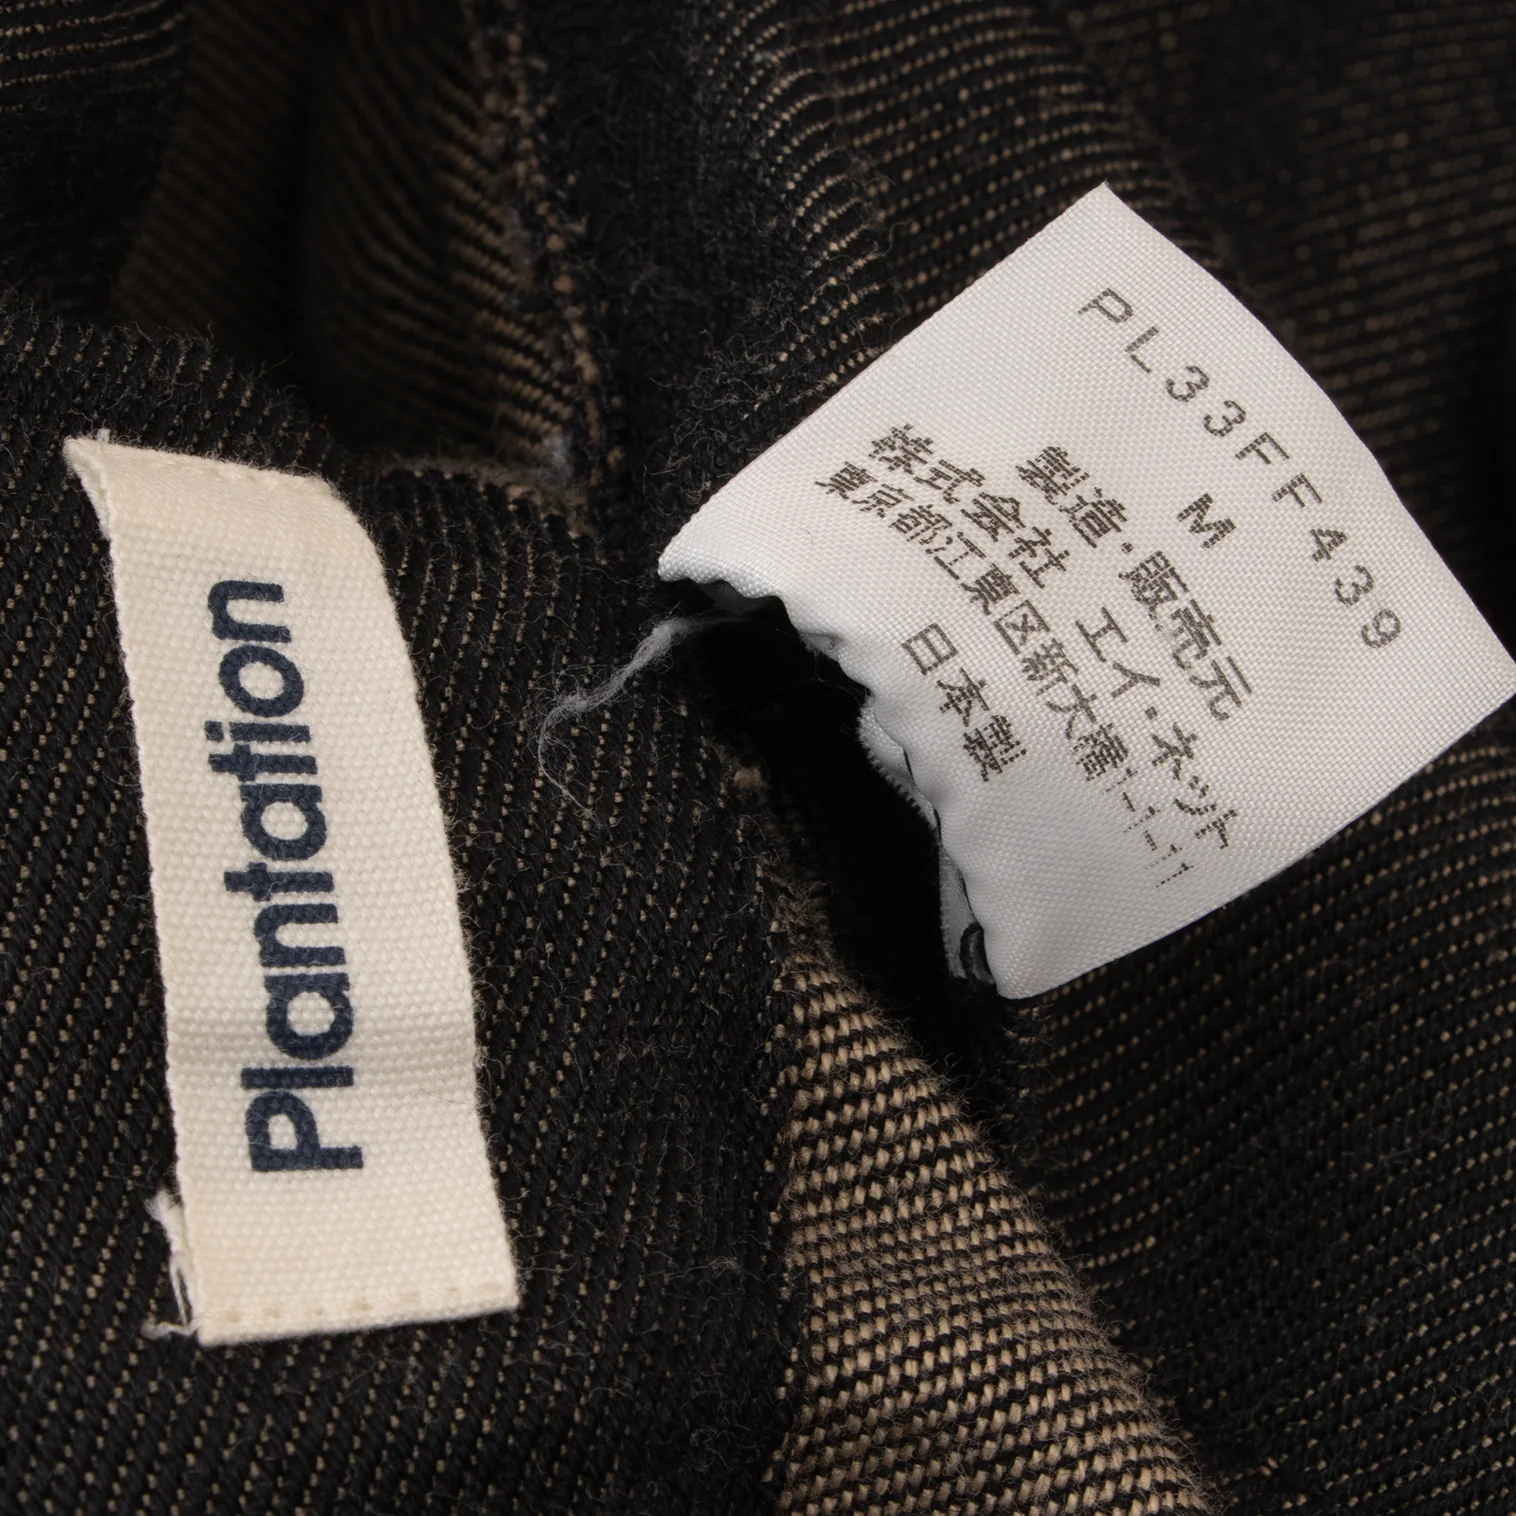 Plantation
PL33FF439
M
製造・販売元
株式会社 エイ・ネット
東京都江東区新大橋1-1-11
日本製